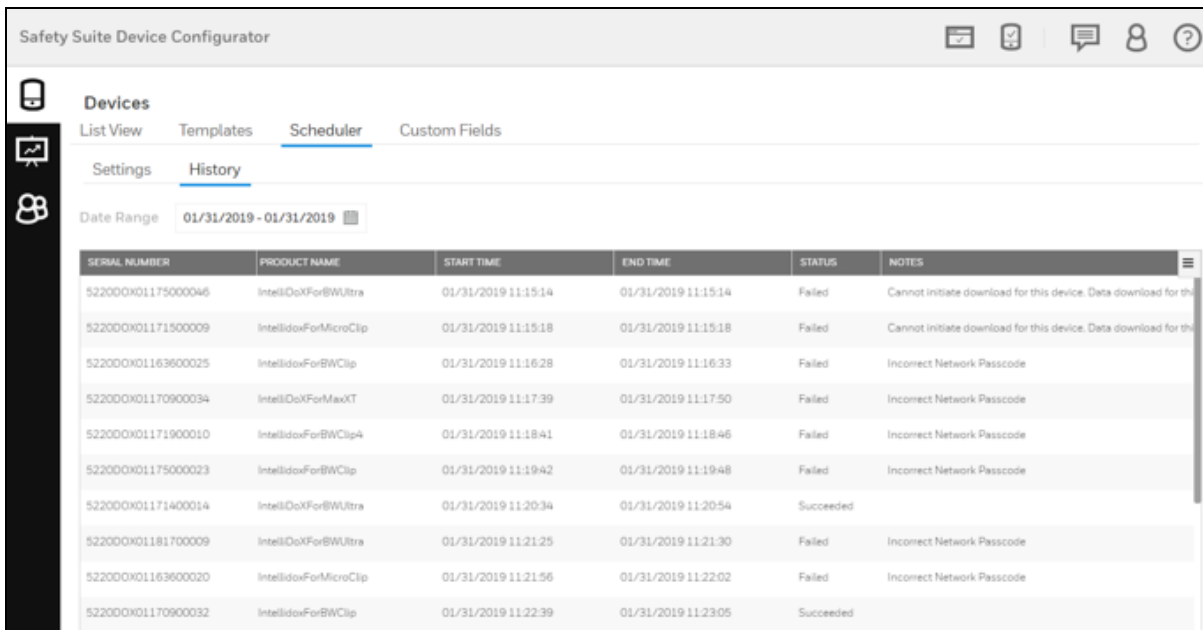 Safety Suite Device Configurator
Devices
List View Templates Scheduler Custom Fields
Settings History
Date Range 01/31/2019 - 01/31/2019
SERIAL NUMBER PRODUCT NAME START TIME END TIME STATUS NOTES
5220DOX01175000046 IntelliDoXForBWUltra 01/31/2019 11:15:14 01/31/2019 11:15:14 Failed Cannot initiate download for this device. Data download for thi
5220DOX01171500009 IntellidoxForMicroClip 01/31/2019 11:15:18 01/31/2019 11:15:18 Failed Cannot initiate download for this device. Data download for thi
5220DOX01163600025 IntellidoxForBWClip 01/31/2019 11:16:28 01/31/2019 11:16:33 Failed Incorrect Network Passcode
5220DOX01170900034 IntelliDoXForMaxXT 01/31/2019 11:17:39 01/31/2019 11:17:50 Failed Incorrect Network Passcode
5220DOX01171900010 IntellidoxForBWClip4 01/31/2019 11:18:41 01/31/2019 11:18:46 Failed Incorrect Network Passcode
5220DOX01175000023 IntellidoxForBWClip 01/31/2019 11:19:42 01/31/2019 11:19:48 Failed Incorrect Network Passcode
5220DOX01171400014 IntelliDoXForBWUltra 01/31/2019 11:20:34 01/31/2019 11:20:54 Succeeded
5220DOX01181700009 IntelliDoXForBWUltra 01/31/2019 11:21:25 01/31/2019 11:21:30 Failed Incorrect Network Passcode
5220DOX01163600020 IntellidoxForMicroClip 01/31/2019 11:21:56 01/31/2019 11:22:02 Failed Incorrect Network Passcode
5220DOX01170900032 IntellidoxForBWClip 01/31/2019 11:22:39 01/31/2019 11:23:05 Succeeded